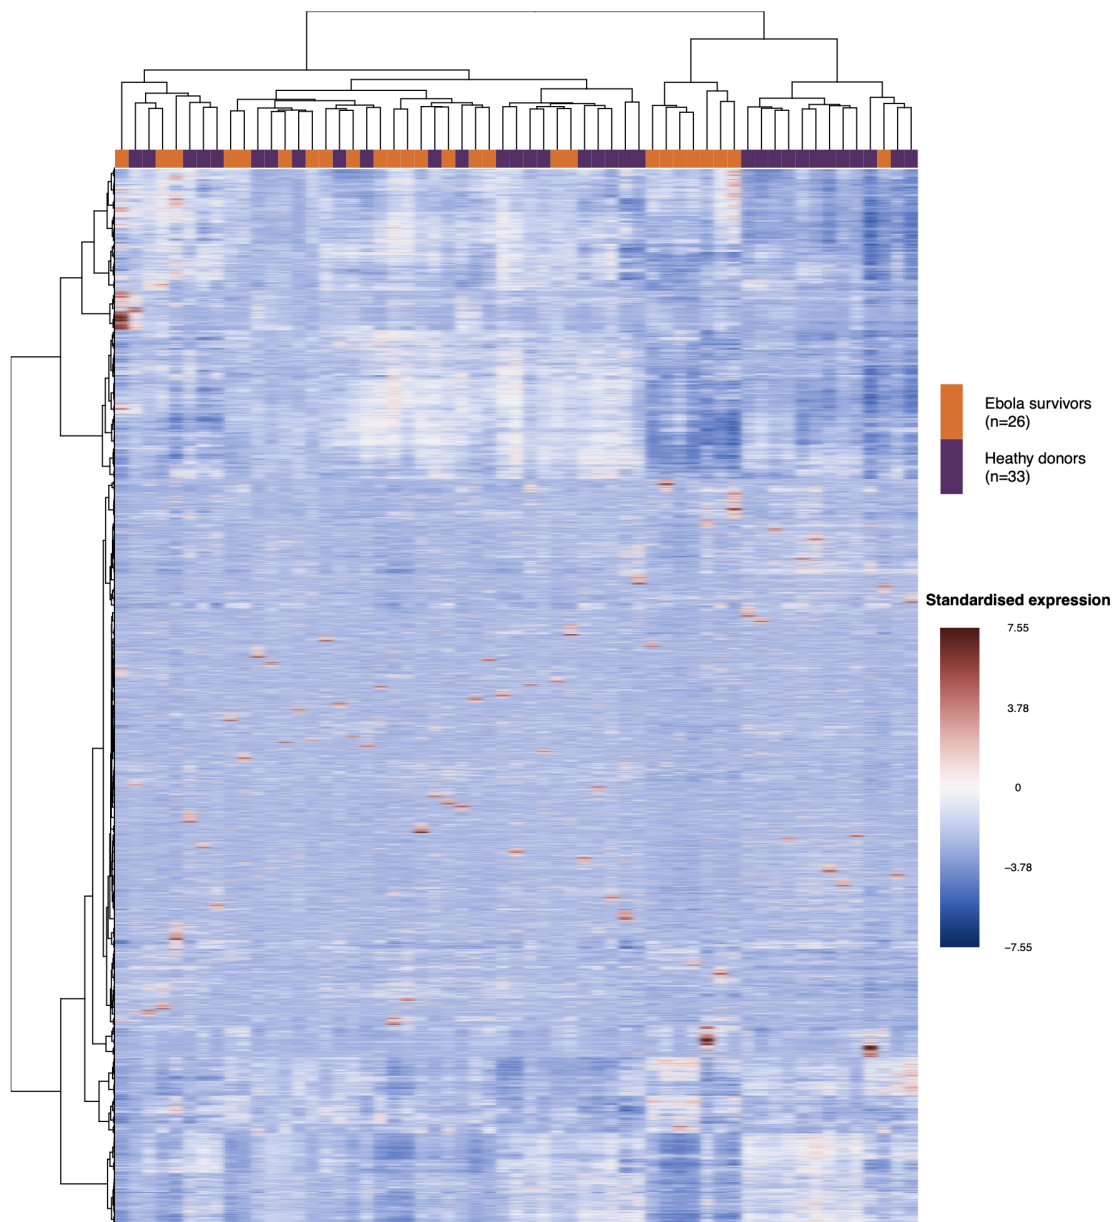 Ebola survivors
(n=26)
Heathy donors
(n=33)
Standardised expression
7.55
3.78
0
−3.78
−7.55